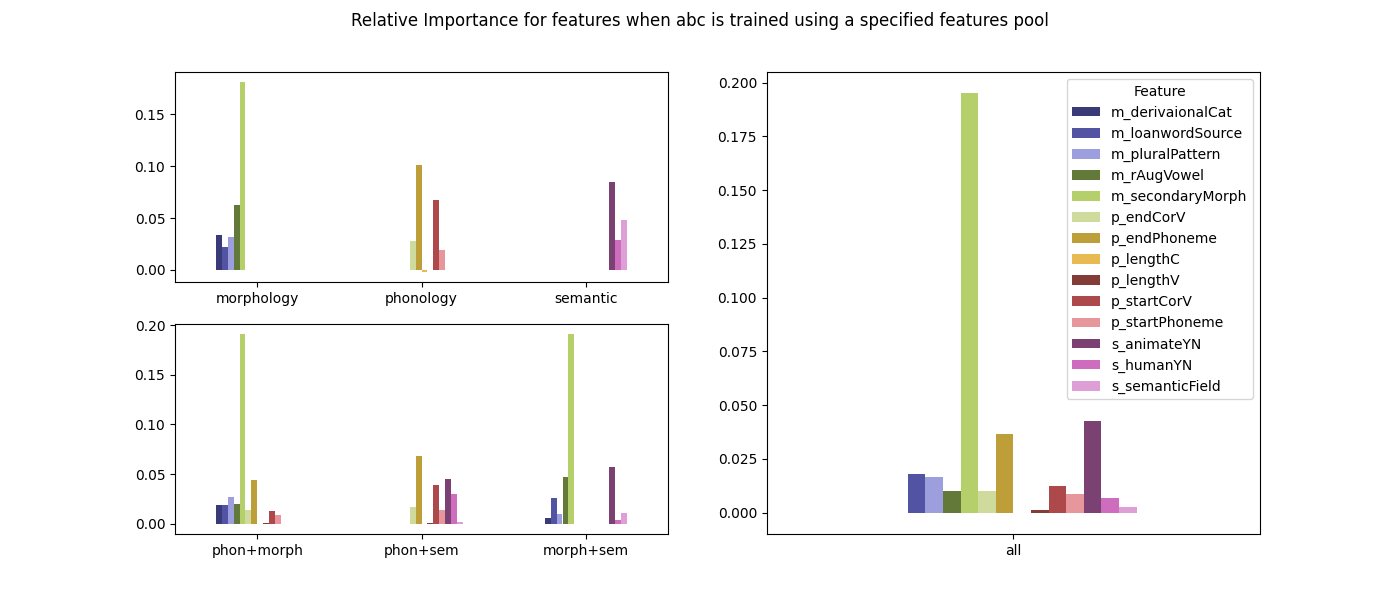 Relative Importance for features when abc is trained using a specified features pool
0.15
0.10
0.05
0.00
morphology phonology semantic
0.20
0.15
0.10
0.05
0.00
phon+morph phon+sem morph+sem
0.200
0.175
0.150
0.125
0.100
0.075
0.050
0.025
0.000
all
Feature
m_derivaionalCat
m_loanwordSource
m_pluralPattern
m_rAugVowel
m_secondaryMorph
p_endCorV
p_endPhoneme
p_lengthC
p_lengthV
p_startCorV
p_startPhoneme
s_animateYN
s_humanYN
s_semanticField